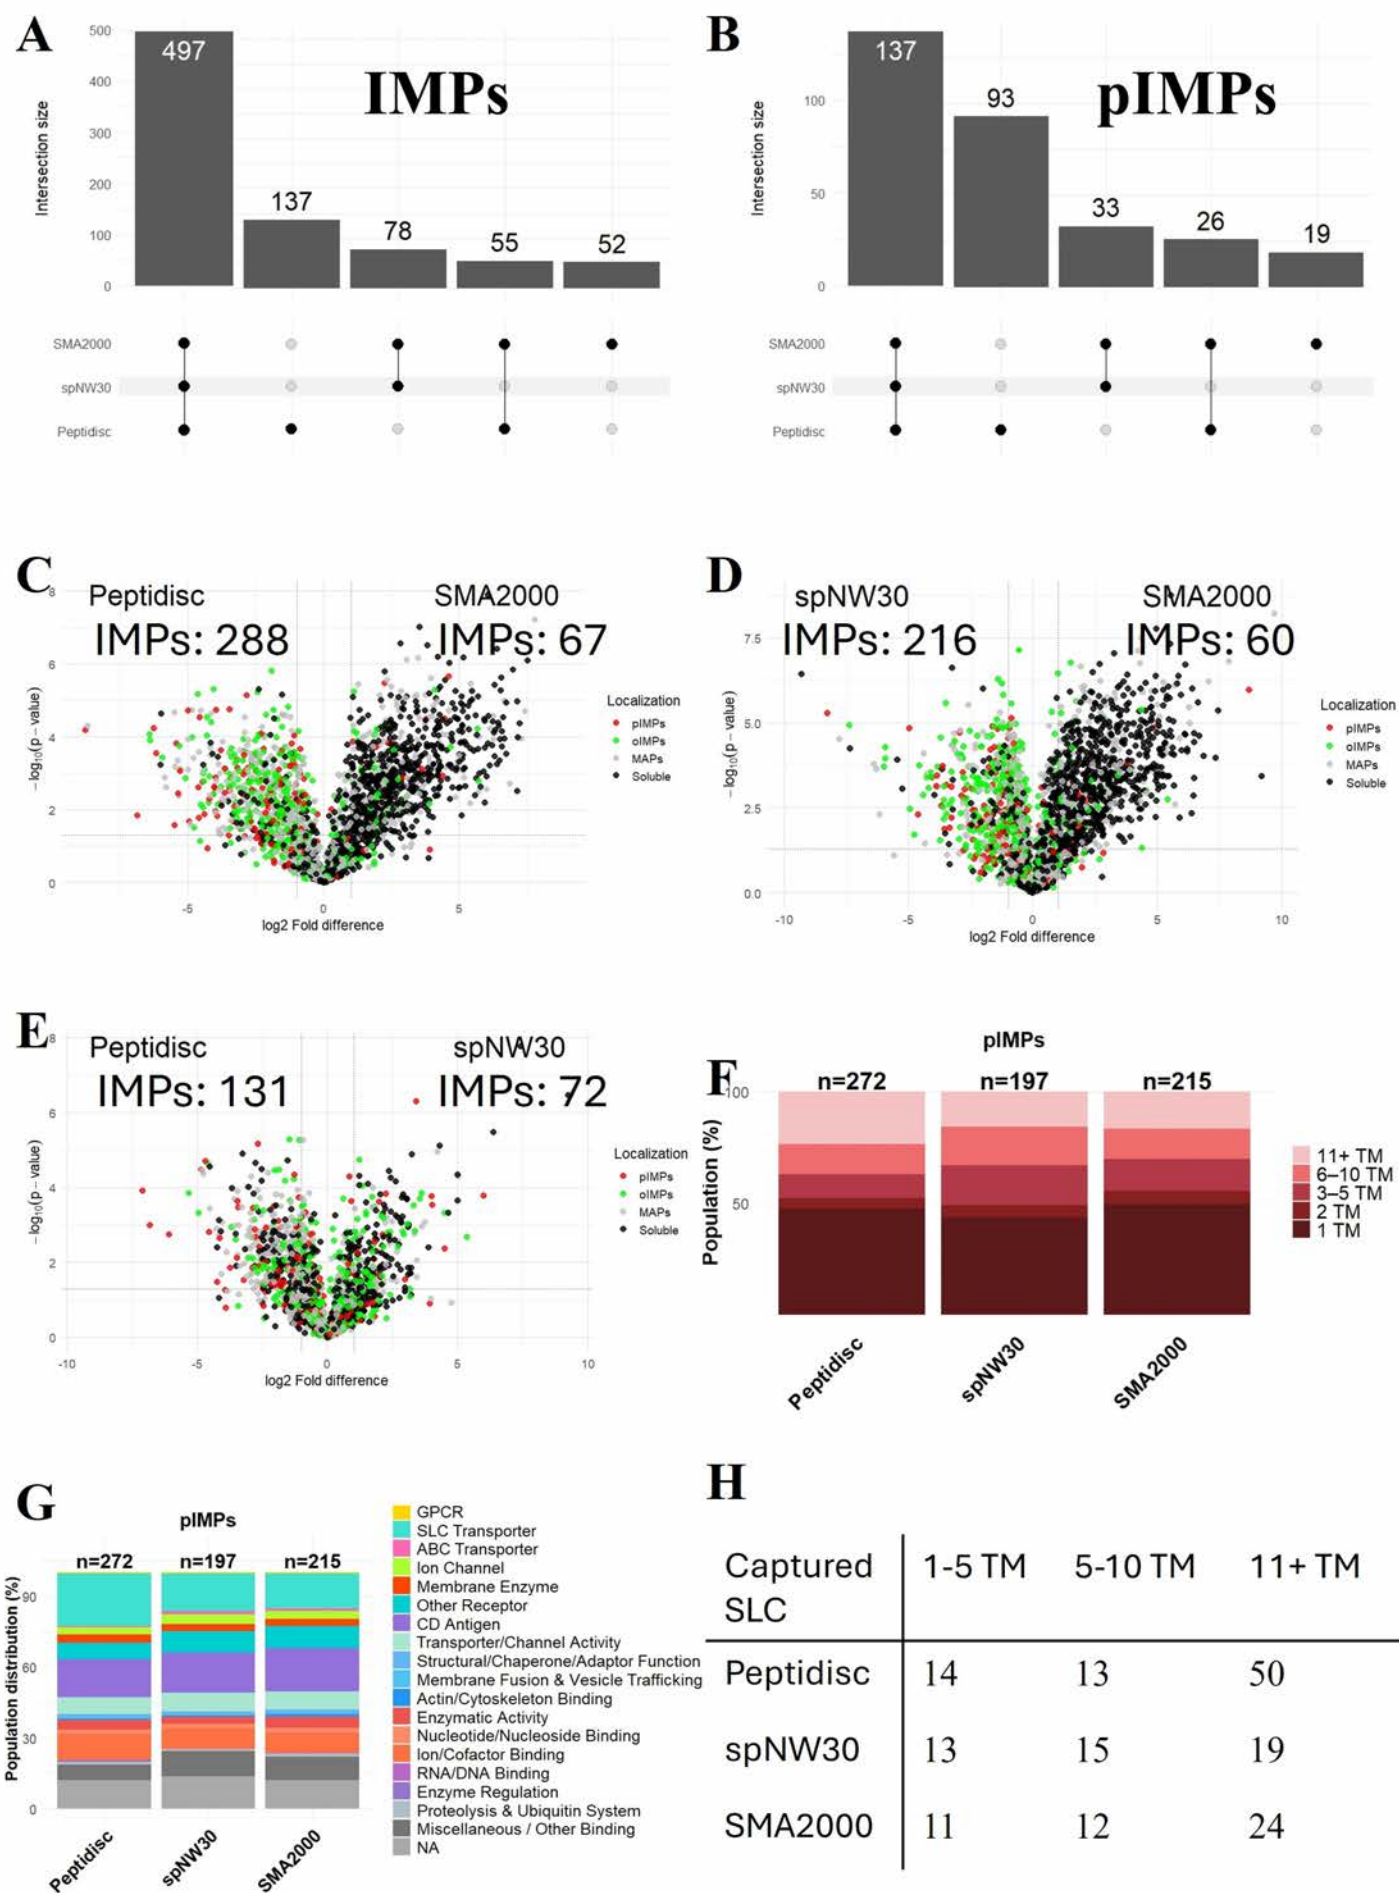 A
IMPs
Intersection size
500
400
300
200
100
0
497
137
78
55
52
SMA2000
spNW30
Peptidisc
B
pIMPs
Intersection size
100
50
0
137
93
33
26
19
SMA2000
spNW30
Peptidisc
C
Peptidisc
SMA2000
IMPs: 288
IMPs: 67
− log10(p − value)
8
6
4
2
0
-5
0
5
log2 Fold difference
Localization
pIMPs
oIMPs
MAPs
Soluble
D
spNW30
SMA2000
IMPs: 216
IMPs: 60
− log10(p − value)
7.5
5.0
2.5
0.0
-10
-5
0
5
10
log2 Fold difference
Localization
pIMPs
oIMPs
MAPs
Soluble
E
Peptidisc
spNW30
IMPs: 131
IMPs: 72
− log10(p − value)
8
6
4
2
0
-10
-5
0
5
10
log2 Fold difference
Localization
pIMPs
oIMPs
MAPs
Soluble
F
pIMPs
n=272
n=197
n=215
Population (%)
100
50
Peptidisc
spNW30
SMA2000
11+ TM
6–10 TM
3–5 TM
2 TM
1 TM
G
pIMPs
n=272
n=197
n=215
Population distribution (%)
90
60
30
0
Peptidisc
spNW30
SMA2000
GPCR
SLC Transporter
ABC Transporter
Ion Channel
Membrane Enzyme
Other Receptor
CD Antigen
Transporter/Channel Activity
Structural/Chaperone/Adaptor Function
Membrane Fusion & Vesicle Trafficking
Actin/Cytoskeleton Binding
Enzymatic Activity
Nucleotide/Nucleoside Binding
Ion/Cofactor Binding
RNA/DNA Binding
Enzyme Regulation
Proteolysis & Ubiquitin System
Miscellaneous / Other Binding
NA
H
Captured 1-5 TM 5-10 TM 11+ TM
SLC
Peptidisc 14 13 50
spNW30 13 15 19
SMA2000 11 12 24